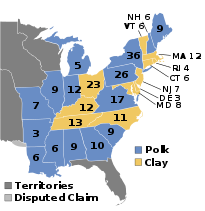 NH 6
VT 6
9
5
36
MA 12
RI 4
CT 6
26
NJ 7
DE 3
MD 8
9
12
23
7
17
12
11
13
3
9
6
6
9
10
Polk
Clay
Territories
Disputed Claim